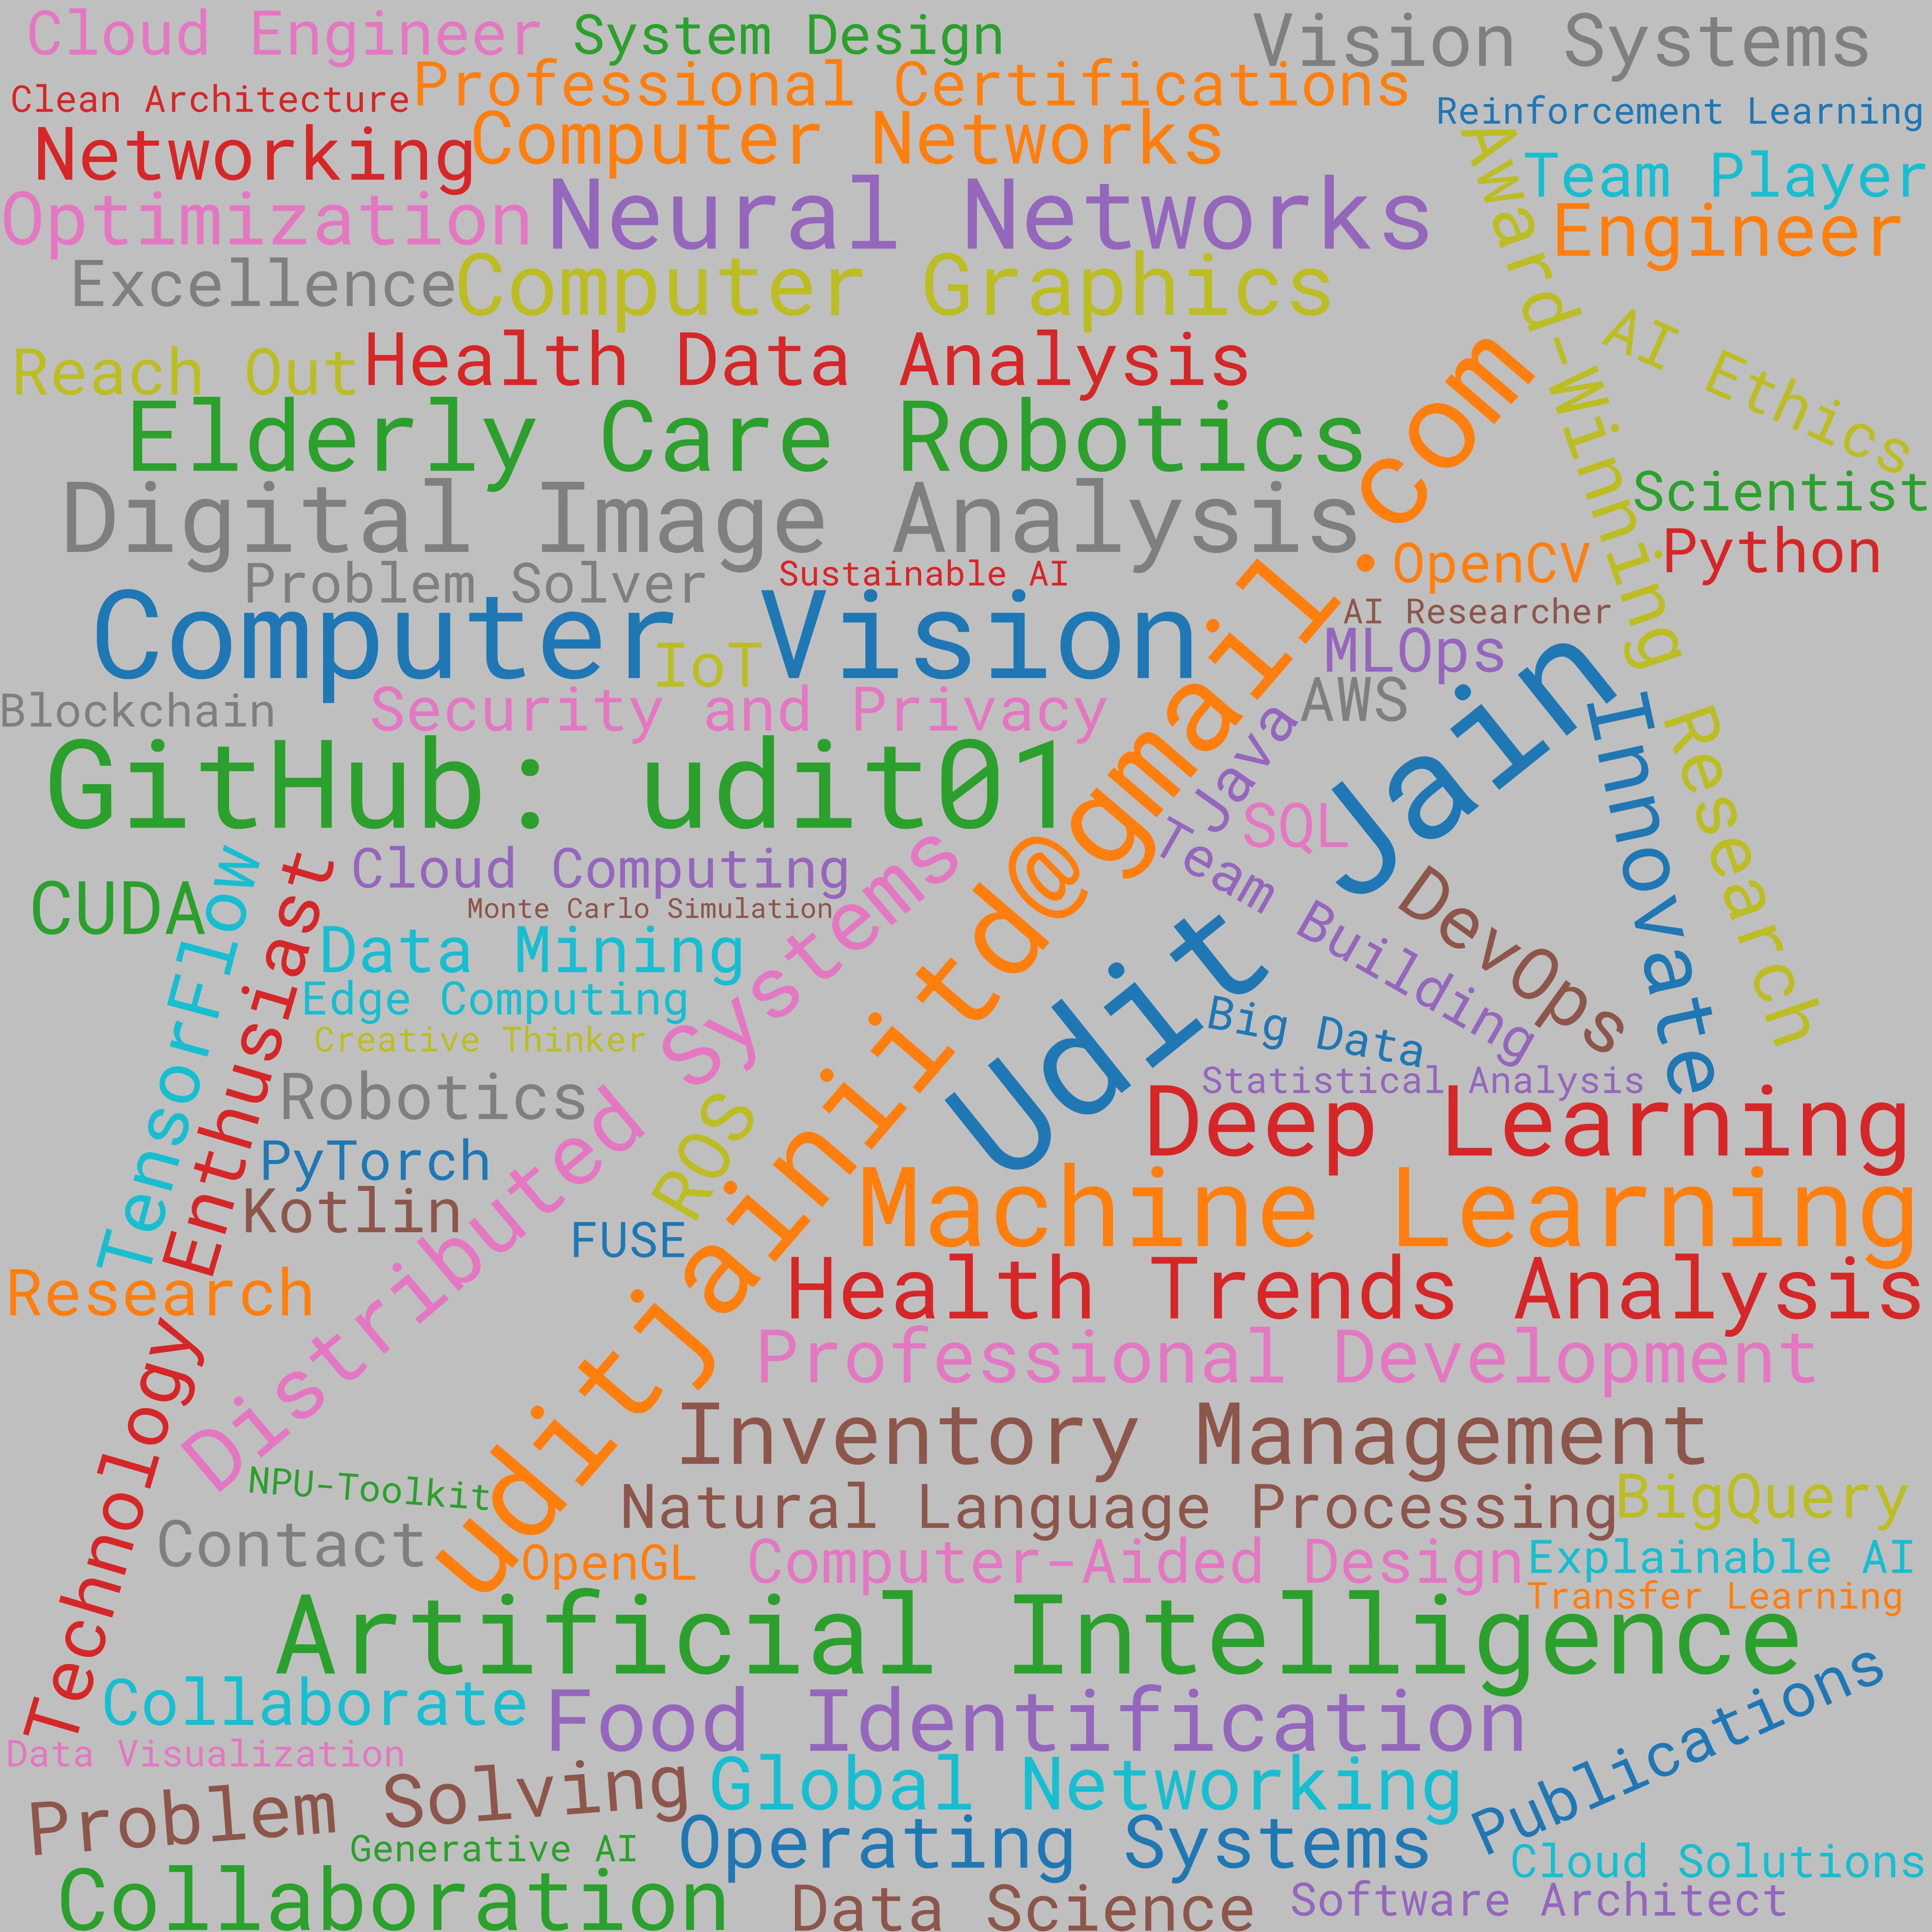 Cloud Engineer
System Design
Vision Systems
Professional Certifications
Clean Architecture
Reinforcement Learning
Networking
Computer Networks
Award-Winning
Team Player
Optimization
Neural Networks
Engineer
Excellence
Computer Graphics
AI Ethics
Reach Out
Health Data Analysis
Elderly Care Robotics
Scientist
Digital Image Analysis
Python
OpenCV
Problem Solver
Sustainable AI
AI Researcher
Computer Vision
IoT
MLOps
AWS
Blockchain
Security and Privacy
Java
Udit Jain
Innovate
Research
GitHub: udit01
SQL
Team Building
DevOps
uditjainiitd@gmail.com
Cloud Computing
CUDA
TensorFlow
Technology Enthusiast
Monte Carlo Simulation
Distributed Systems
Data Mining
Edge Computing
Big Data
Creative Thinker
Statistical Analysis
Robotics
ROS
Deep Learning
PyTorch
Kotlin
FUSE
Machine Learning
Research
Health Trends Analysis
Professional Development
Inventory Management
NPU-Toolkit
Natural Language Processing
BigQuery
Contact
OpenGL
Computer-Aided Design
Explainable AI
Transfer Learning
Artificial Intelligence
Collaborate
Food Identification
Publications
Data Visualization
Problem Solving
Global Networking
Generative AI
Operating Systems
Cloud Solutions
Collaboration
Data Science
Software Architect